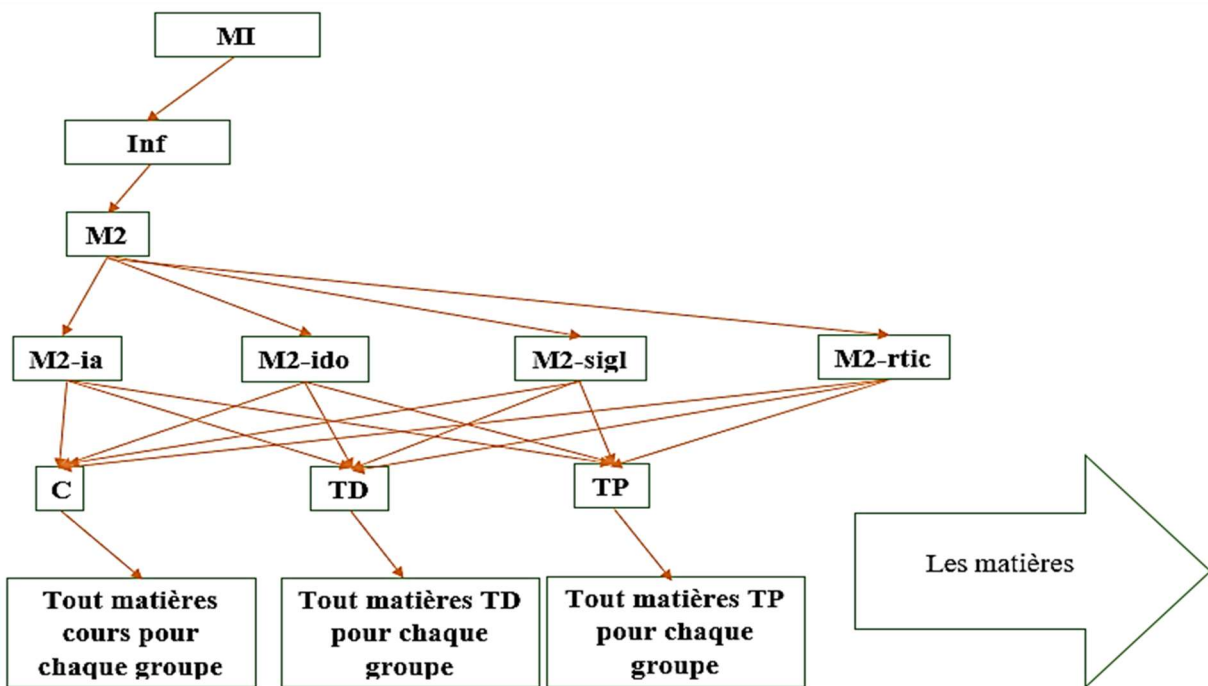 MI
Inf
M2
M2-ia
M2-ido
M2-sigl
M2-rtic
C
TD
TP
Tout matières
cours pour
chaque groupe
Tout matières TD
pour chaque
groupe
Tout matières TP
pour chaque
groupe
Les matières